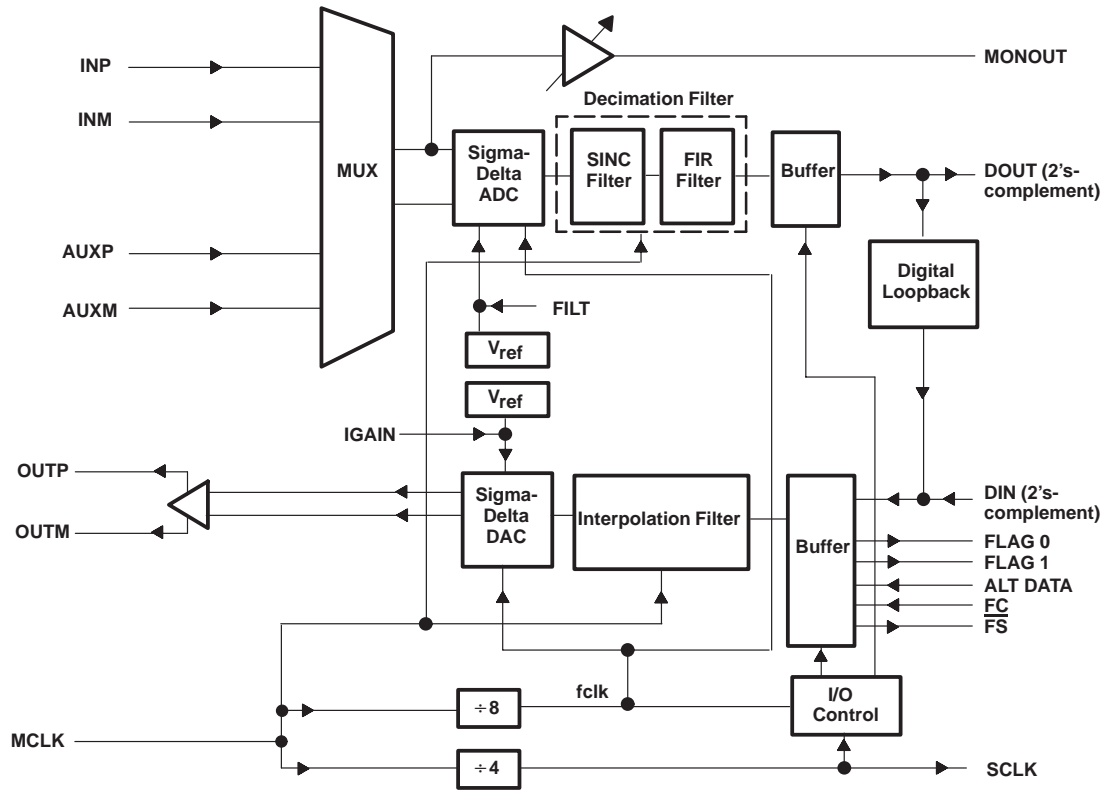 INP
INM
AUXP
AUXM
MUX
MONOUT
Decimation Filter
Sigma-
Delta
ADC
SINC
Filter
FIR
Filter
Buffer
DOUT (2's-
complement)
Digital
Loopback
FILT
Vref
Vref
IGAIN
OUTP
OUTM
Sigma-
Delta
DAC
Interpolation Filter
Buffer
DIN (2's-
complement)
FLAG 0
FLAG 1
ALT DATA
FC
FS
fclk
÷8
I/O
Control
MCLK
÷4
SCLK